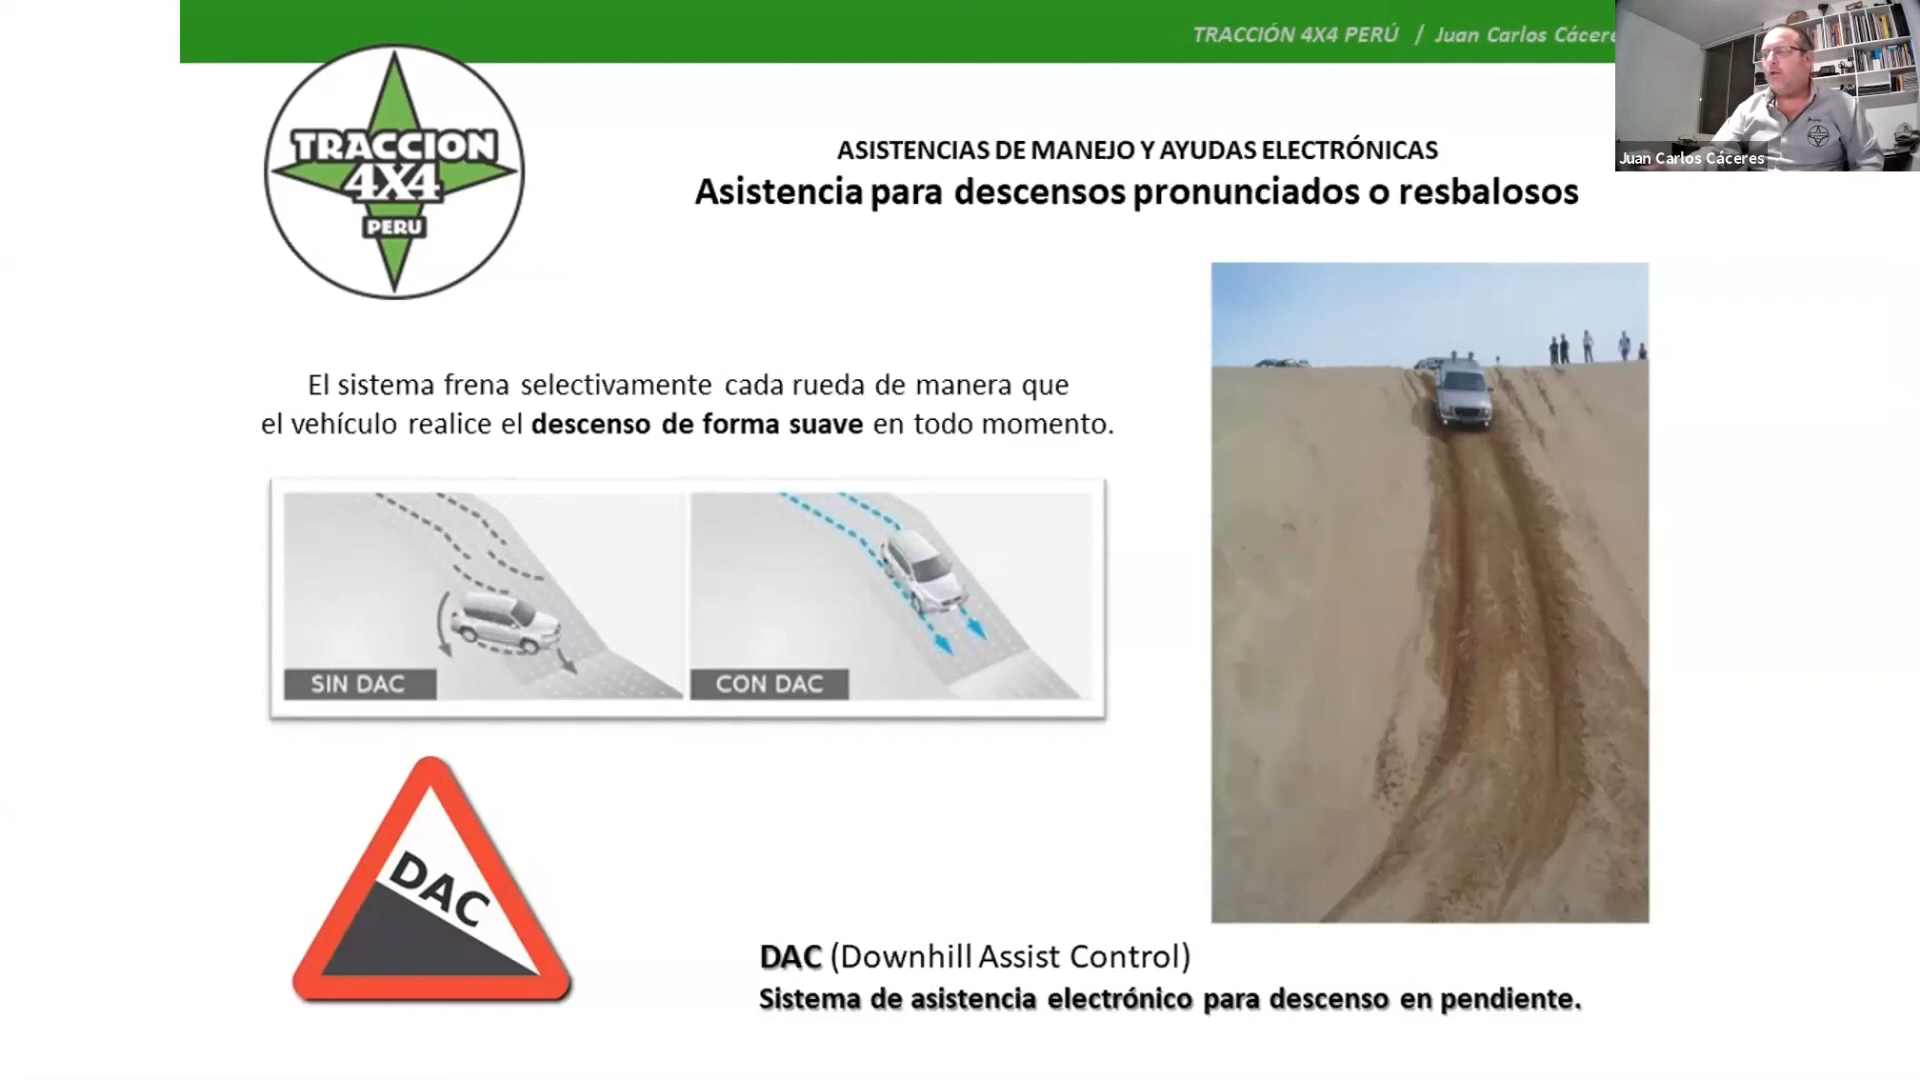 TRACCIÓN 4X4 PERÚ / Juan Carlos Cácere
Juan Carlos Cáceres
TRACCION
4X4
PERU
ASISTENCIAS DE MANEJO Y AYUDAS ELECTRÓNICAS
Asistencia para descensos pronunciados o resbalosos
El sistema frena selectivamente cada rueda de manera que
el vehículo realice el descenso de forma suave en todo momento.
SIN DAC
CON DAC
DAC
DAC (Downhill Assist Control)
Sistema de asistencia electrónico para descenso en pendiente.